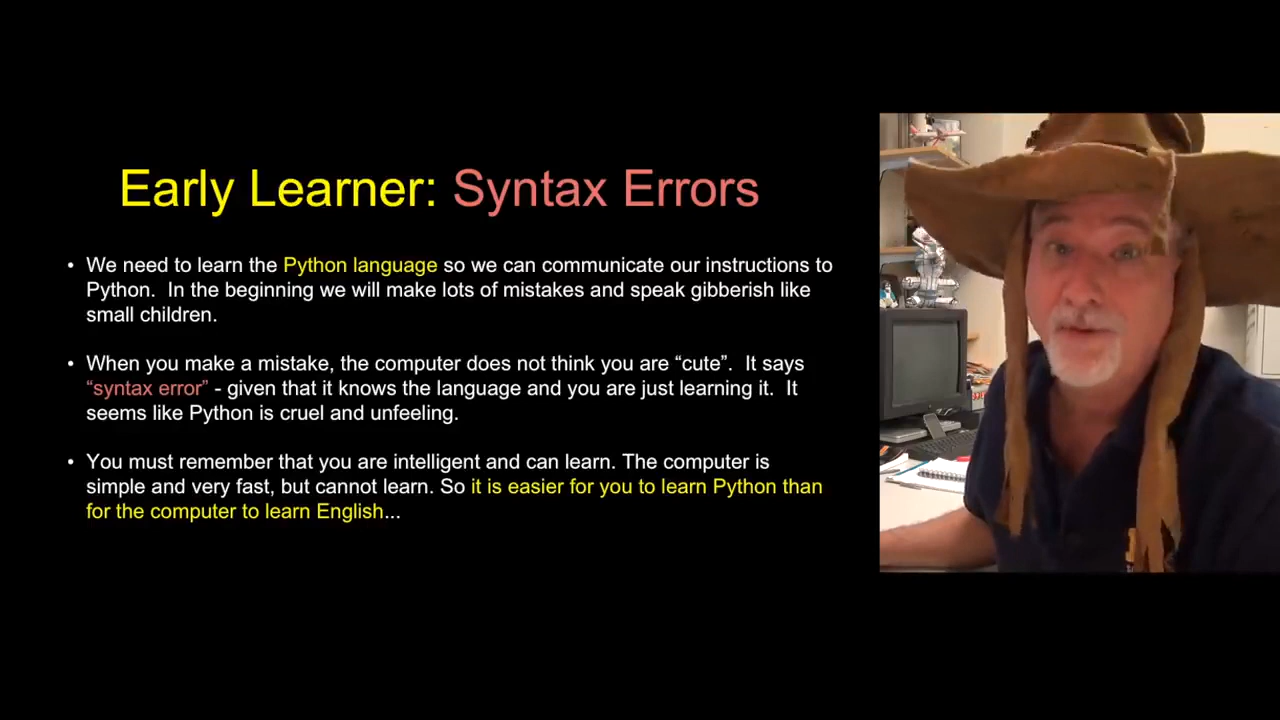 Early Learner: Syntax Errors
• We need to learn the Python language so we can communicate our instructions to
Python.  In the beginning we will make lots of mistakes and speak gibberish like
small children.
• When you make a mistake, the computer does not think you are “cute”.  It says
“syntax error” - given that it knows the language and you are just learning it.  It
seems like Python is cruel and unfeeling.
• You must remember that you are intelligent and can learn. The computer is
simple and very fast, but cannot learn. So it is easier for you to learn Python than
for the computer to learn English...